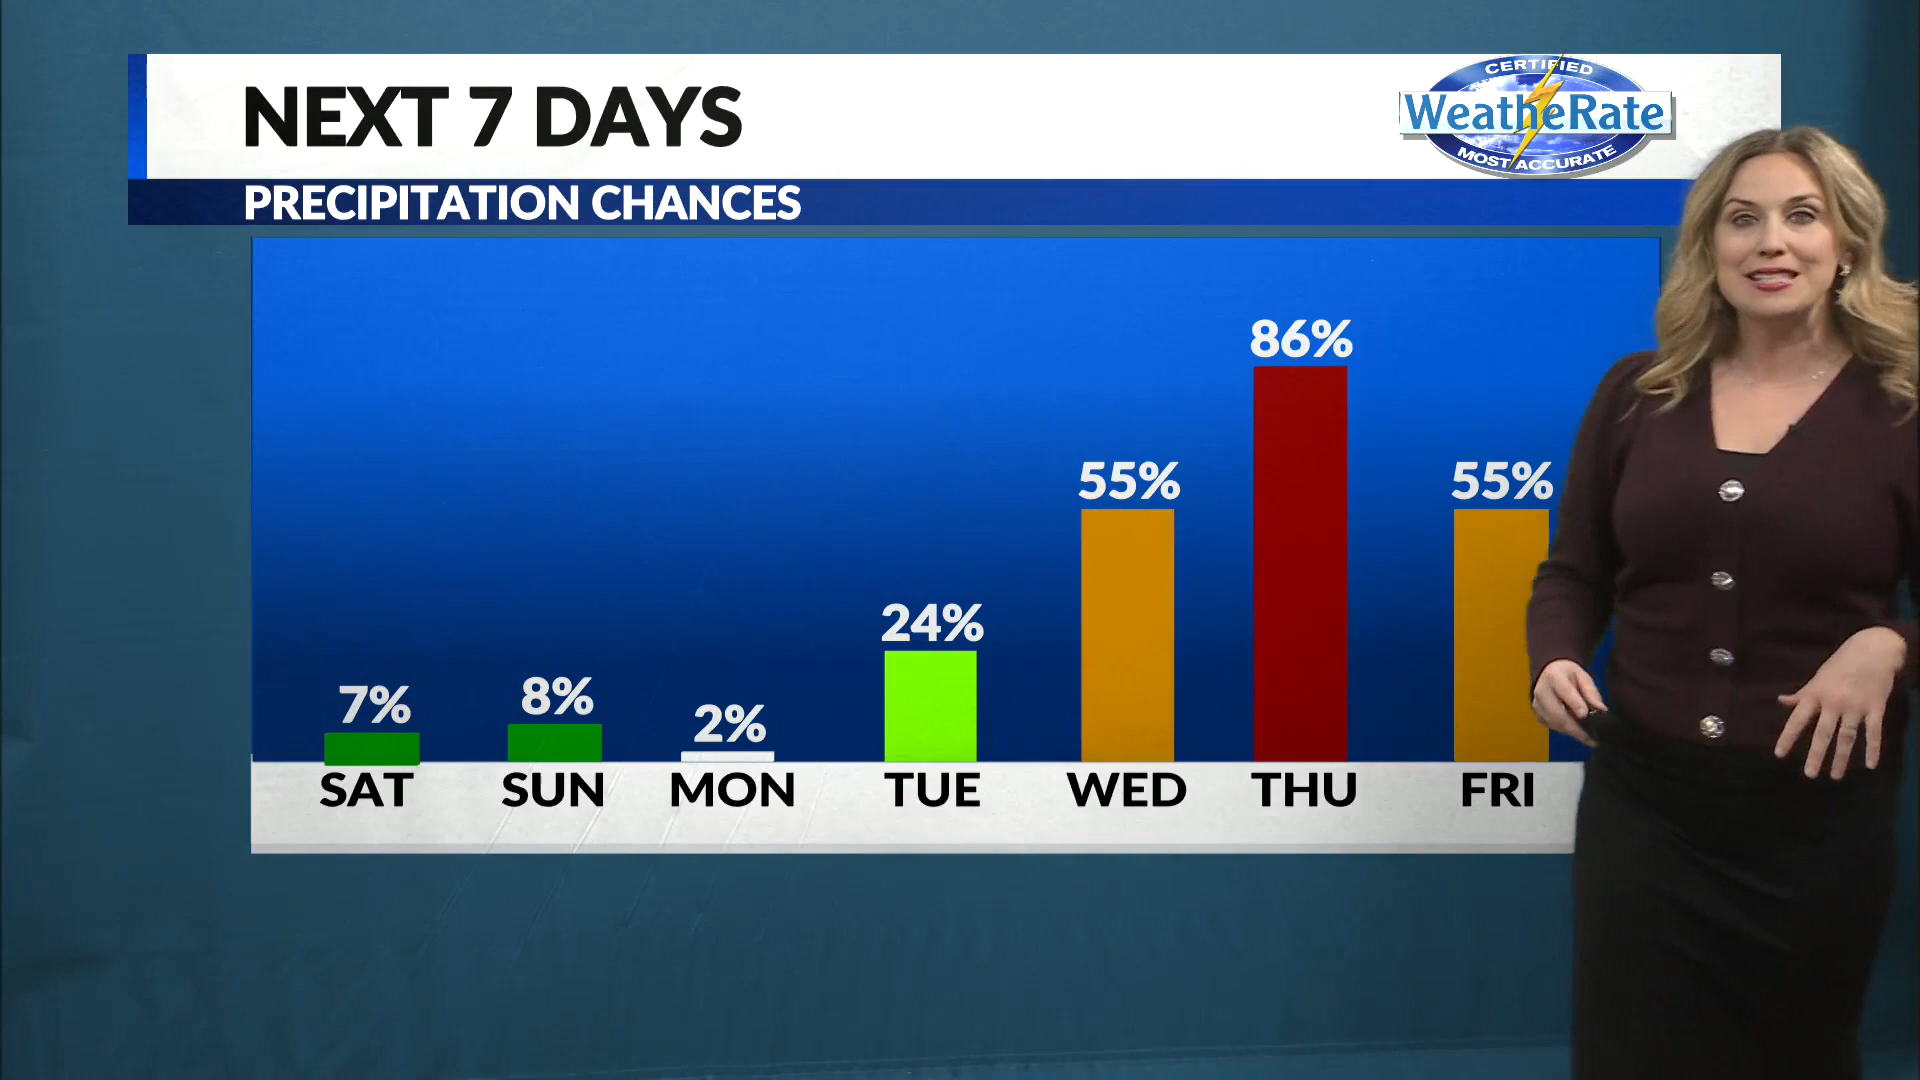 NEXT 7 DAYS
CERTIFIED
WeatheRate
MOST ACCURATE
PRECIPITATION CHANCES
86%
55%
55%
24%
7%
8%
2%
SAT
SUN
MON
TUE
WED
THU
FRI